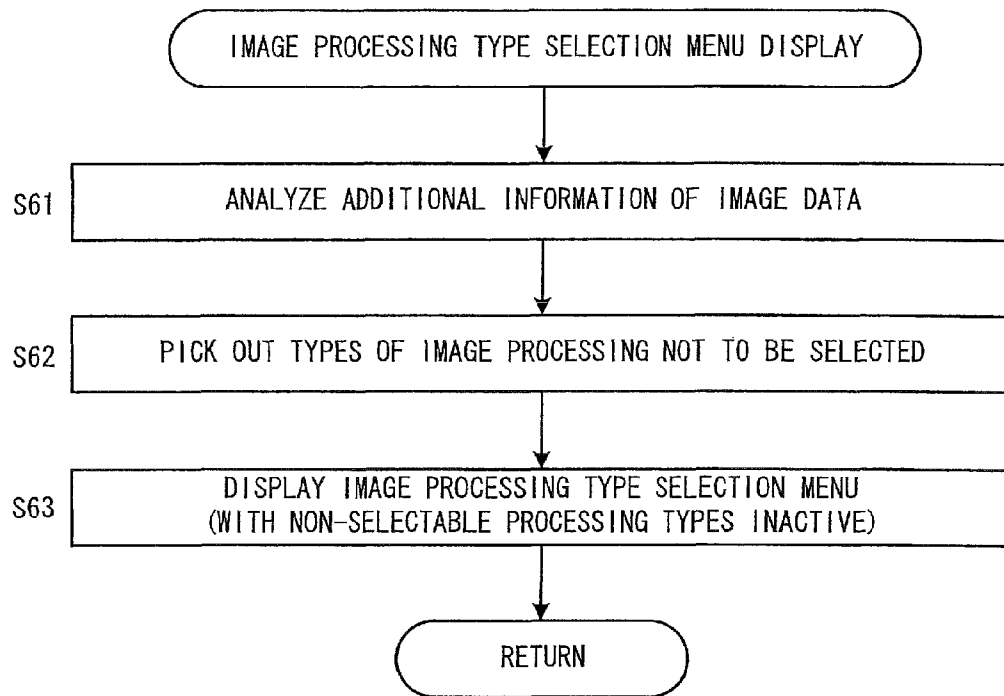 IMAGE PROCESSING TYPE SELECTION MENU DISPLAY
S61
ANALYZE ADDITIONAL INFORMATION OF IMAGE DATA
S62
PICK OUT TYPES OF IMAGE PROCESSING NOT TO BE SELECTED
S63
DISPLAY IMAGE PROCESSING TYPE SELECTION MENU
(WITH NON-SELECTABLE PROCESSING TYPES INACTIVE)
RETURN